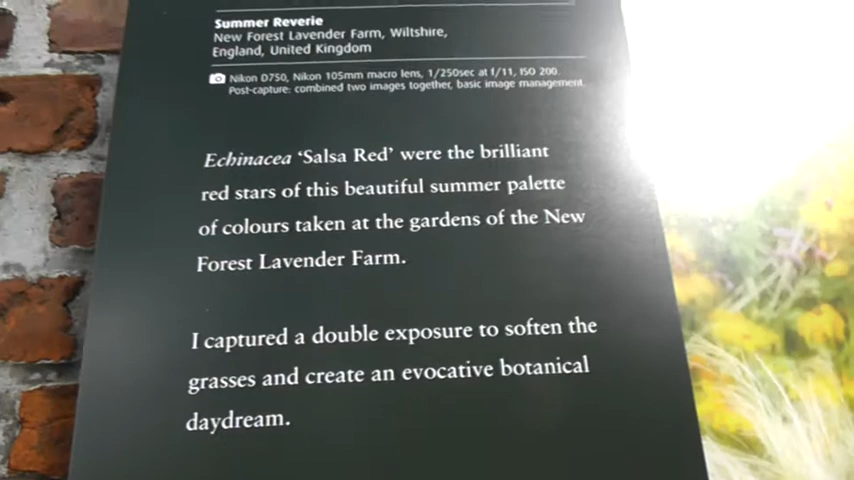 Summer Reverie
New Forest Lavender Farm, Wiltshire,
England, United Kingdom
Nikon D750, Nikon 105mm macro lens, 1/250sec at f/11, ISO 200.
Post-capture: combined two images together, basic image management.
Echinacea ‘Salsa Red’ were the brilliant
red stars of this beautiful summer palette
of colours taken at the gardens of the New
Forest Lavender Farm.
I captured a double exposure to soften the
grasses and create an evocative botanical
daydream.